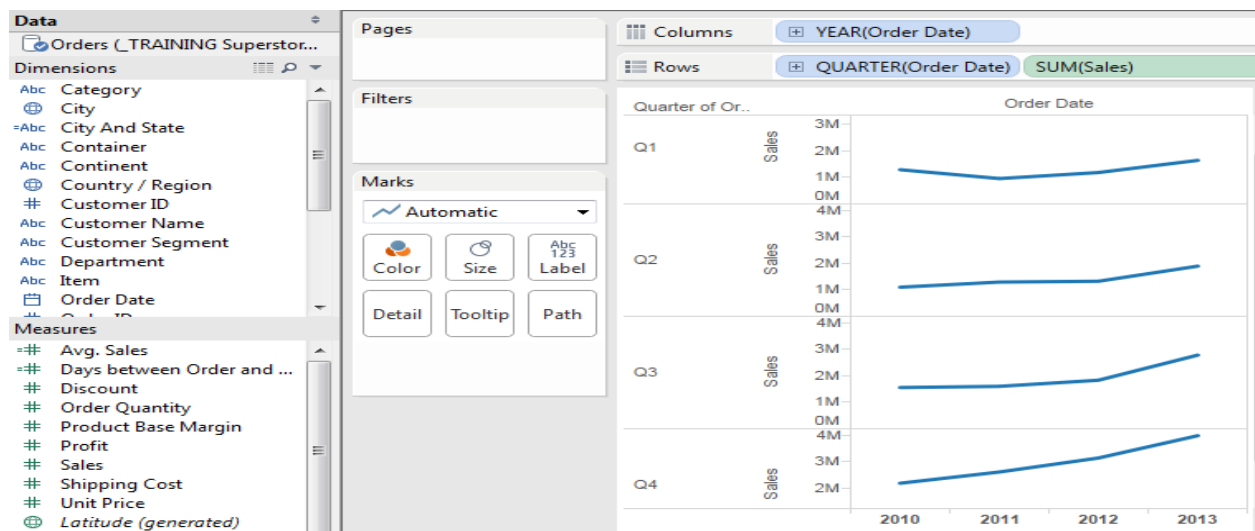 Data
Orders (_TRAINING Superstor...
Dimensions
Abc Category
City
=Abc City And State
Abc Container
Abc Continent
Country / Region
# Customer ID
Abc Customer Name
Abc Customer Segment
Abc Department
Abc Item
Order Date
Measures
=# Avg. Sales
=# Days between Order and ...
# Discount
# Order Quantity
# Product Base Margin
# Profit
# Sales
# Shipping Cost
# Unit Price
Latitude (generated)
Pages
Filters
Marks
Automatic
Color Size Abc 123 Label
Detail Tooltip Path
Columns YEAR(Order Date)
Rows QUARTER(Order Date) SUM(Sales)
Quarter of Or.. Order Date
Q1 Sales
3M
2M
1M
0M
Q2 Sales
4M
3M
2M
1M
0M
Q3 Sales
4M
3M
2M
1M
0M
Q4 Sales
4M
3M
2M
2010 2011 2012 2013